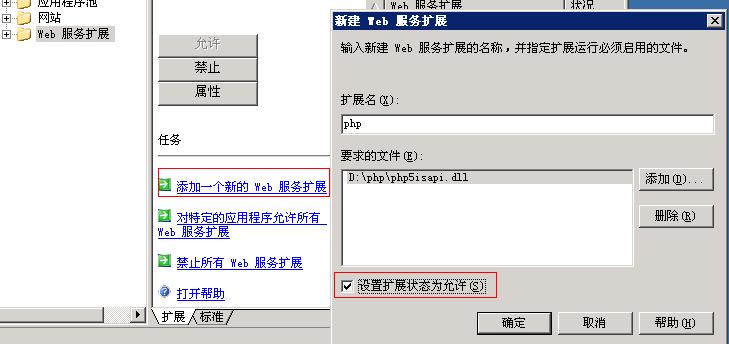 应用程序池
网站
Web 服务扩展
允许
禁止
属性
任务
添加一个新的 Web 服务扩展
对特定的应用程序允许所有
Web 服务扩展
禁止所有 Web 服务扩展
打开帮助
扩展
标准
Web 服务扩展
状况
新建 Web 服务扩展
输入新建 Web 服务扩展的名称,并指定扩展运行必须启用的文件。
扩展名(X):
php
要求的文件(E):
D:\php\php5isapi.dll
添加(D)...
删除(R)
设置扩展状态为允许(S)
确定
取消
帮助(H)